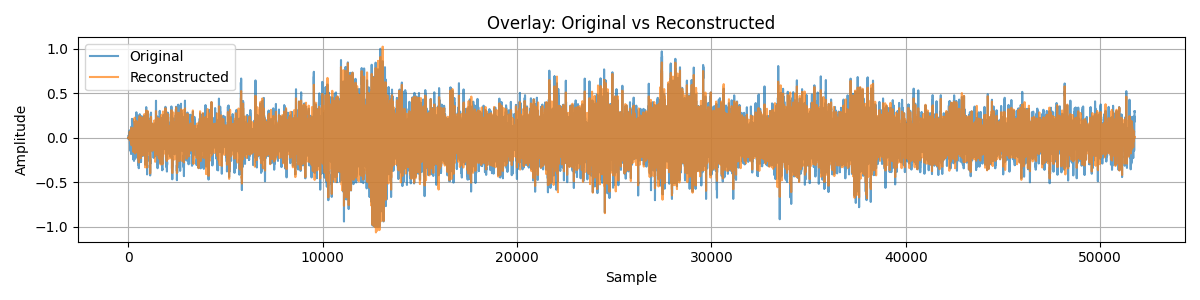 Overlay: Original vs Reconstructed
Original
Reconstructed
1.0
0.5
0.0
−0.5
−1.0
Amplitude
0 10000 20000 30000 40000 50000
Sample